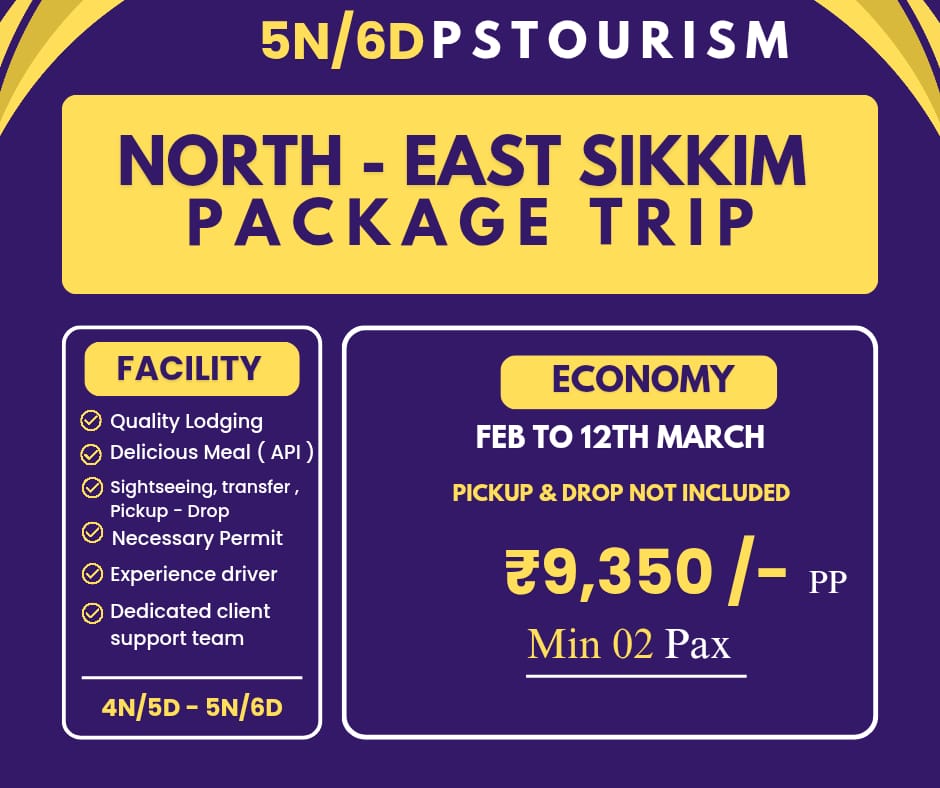 5N/6D PSTOURISM
NORTH - EAST SIKKIM
PACKAGE TRIP
FACILITY
Quality Lodging
Delicious Meal ( API )
Sightseeing, transfer ,
Pickup - Drop
Necessary Permit
Experience driver
Dedicated client
support team
4N/5D - 5N/6D
ECONOMY
FEB TO 12TH MARCH
PICKUP & DROP NOT INCLUDED
₹9,350 /- PP
Min 02 Pax